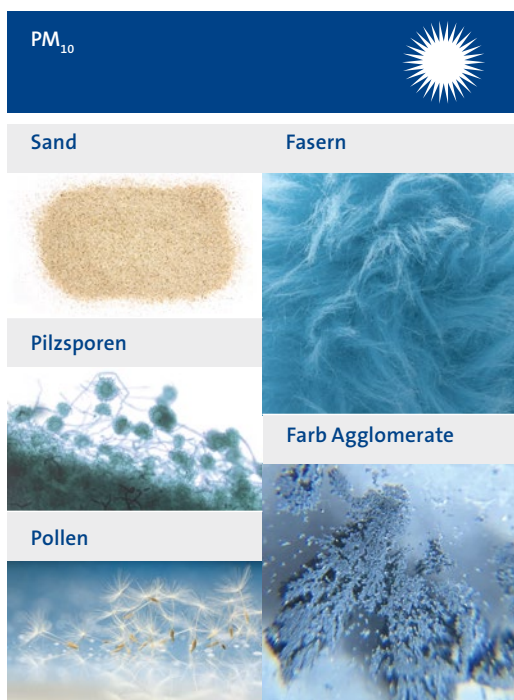 PM₁₀
Sand
Fasern
Pilzsporen
Farb Agglomerate
Pollen